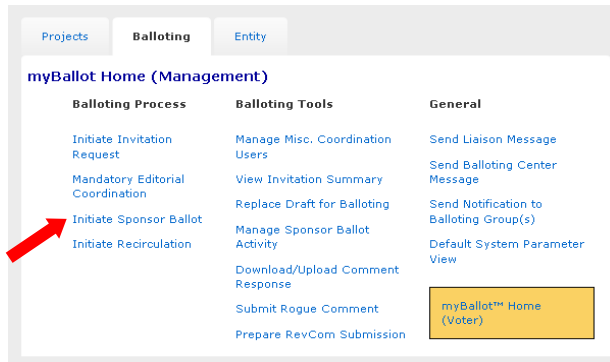 Projects
Balloting
Entity
myBallot Home (Management)
Balloting Process
Initiate Invitation
Request
Mandatory Editorial
Coordination
Initiate Sponsor Ballot
Initiate Recirculation
Balloting Tools
Manage Misc. Coordination
Users
View Invitation Summary
Replace Draft for Balloting
Manage Sponsor Ballot
Activity
Download/Upload Comment
Response
Submit Rogue Comment
Prepare RevCom Submission
General
Send Liaison Message
Send Balloting Center
Message
Send Notification to
Balloting Group(s)
Default System Parameter
View
myBallot™ Home
(Voter)